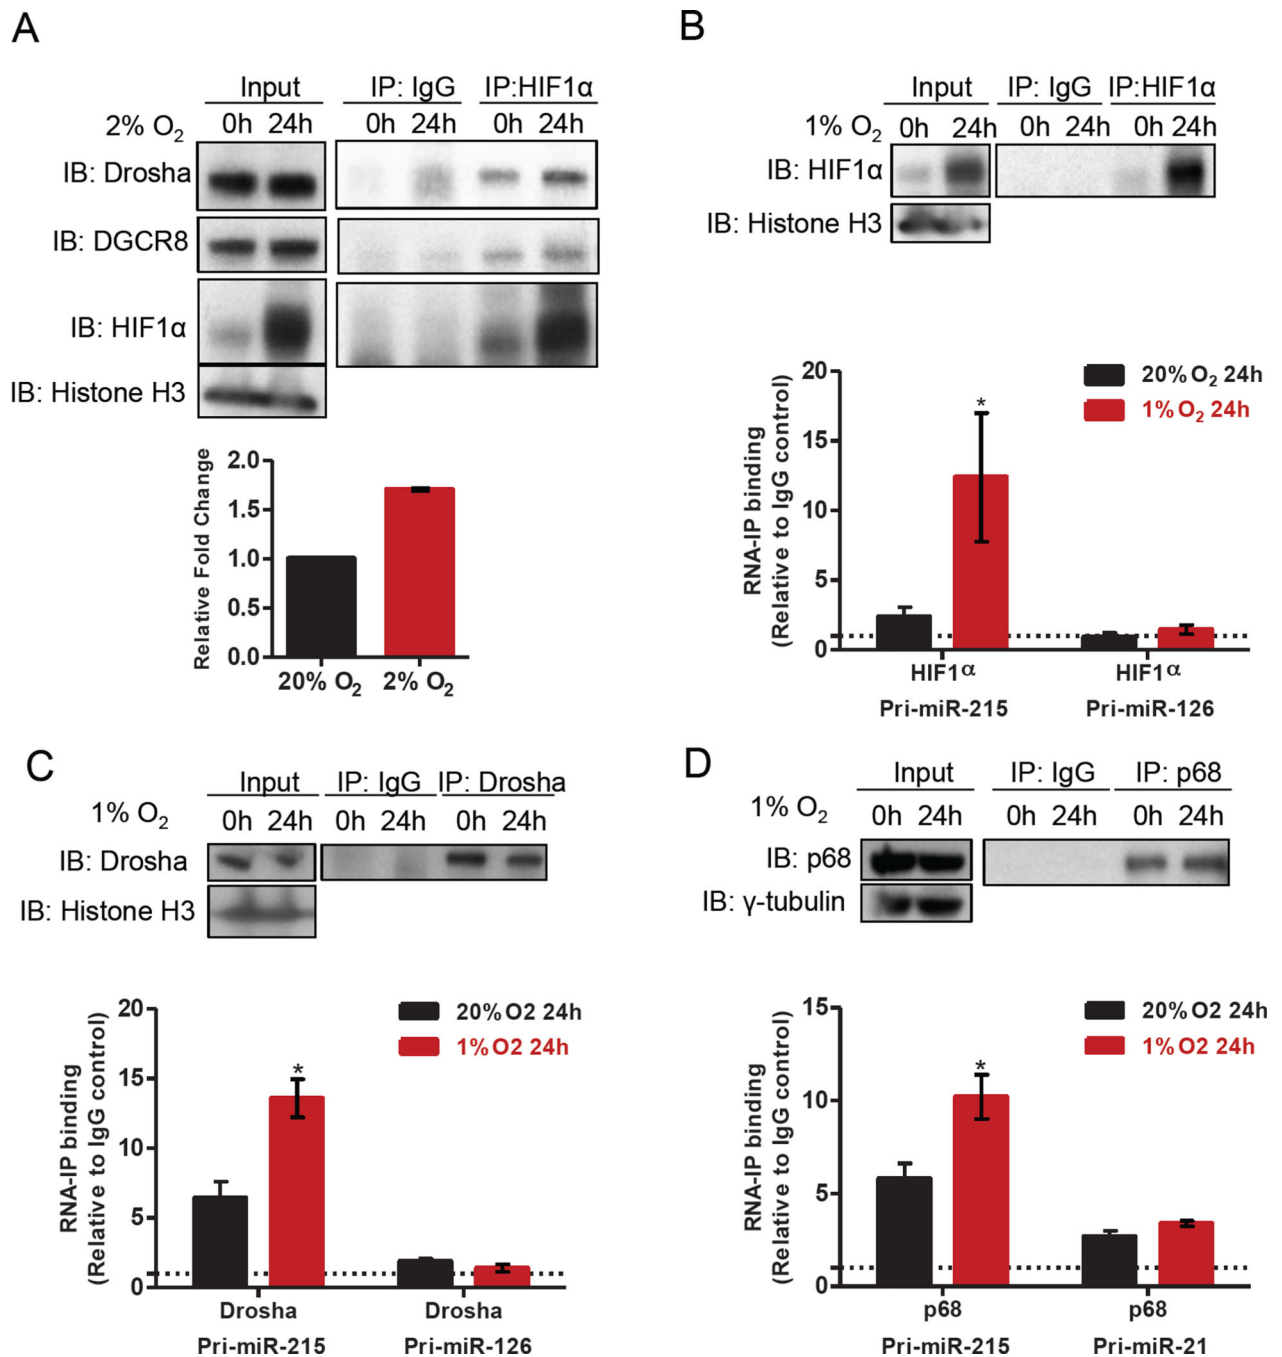 A
Input IP: IgG IP:HIF1α
2% O2 0h 24h 0h 24h 0h 24h
IB: Drosha
IB: DGCR8
IB: HIF1α
IB: Histone H3
Relative Fold Change
2.0
1.5
1.0
0.5
0.0
20% O2 2% O2
B
Input IP: IgG IP:HIF1α
1% O2 0h 24h 0h 24h 0h 24h
IB: HIF1α
IB: Histone H3
20% O2 24h
1% O2 24h
RNA-IP binding
(Relative to IgG control)
20
15
10
5
0
*
HIF1α HIF1α
Pri-miR-215 Pri-miR-126
C
Input IP: IgG IP: Drosha
1% O2 0h 24h 0h 24h 0h 24h
IB: Drosha
IB: Histone H3
20% O2 24h
1% O2 24h
RNA-IP binding
(Relative to IgG control)
20
15
10
5
0
*
Drosha Drosha
Pri-miR-215 Pri-miR-126
D
Input IP: IgG IP: p68
1% O2 0h 24h 0h 24h 0h 24h
IB: p68
IB: γ-tubulin
20% O2 24h
1% O2 24h
RNA-IP binding
(Relative to IgG control)
15
10
5
0
*
p68 p68
Pri-miR-215 Pri-miR-21